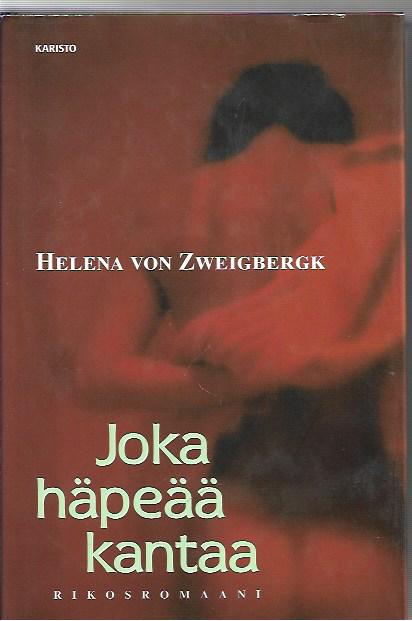 KARISTO
HELENA VON ZWEIGBERGK
Joka
häpeää
kantaa
RIKOSROMAANI